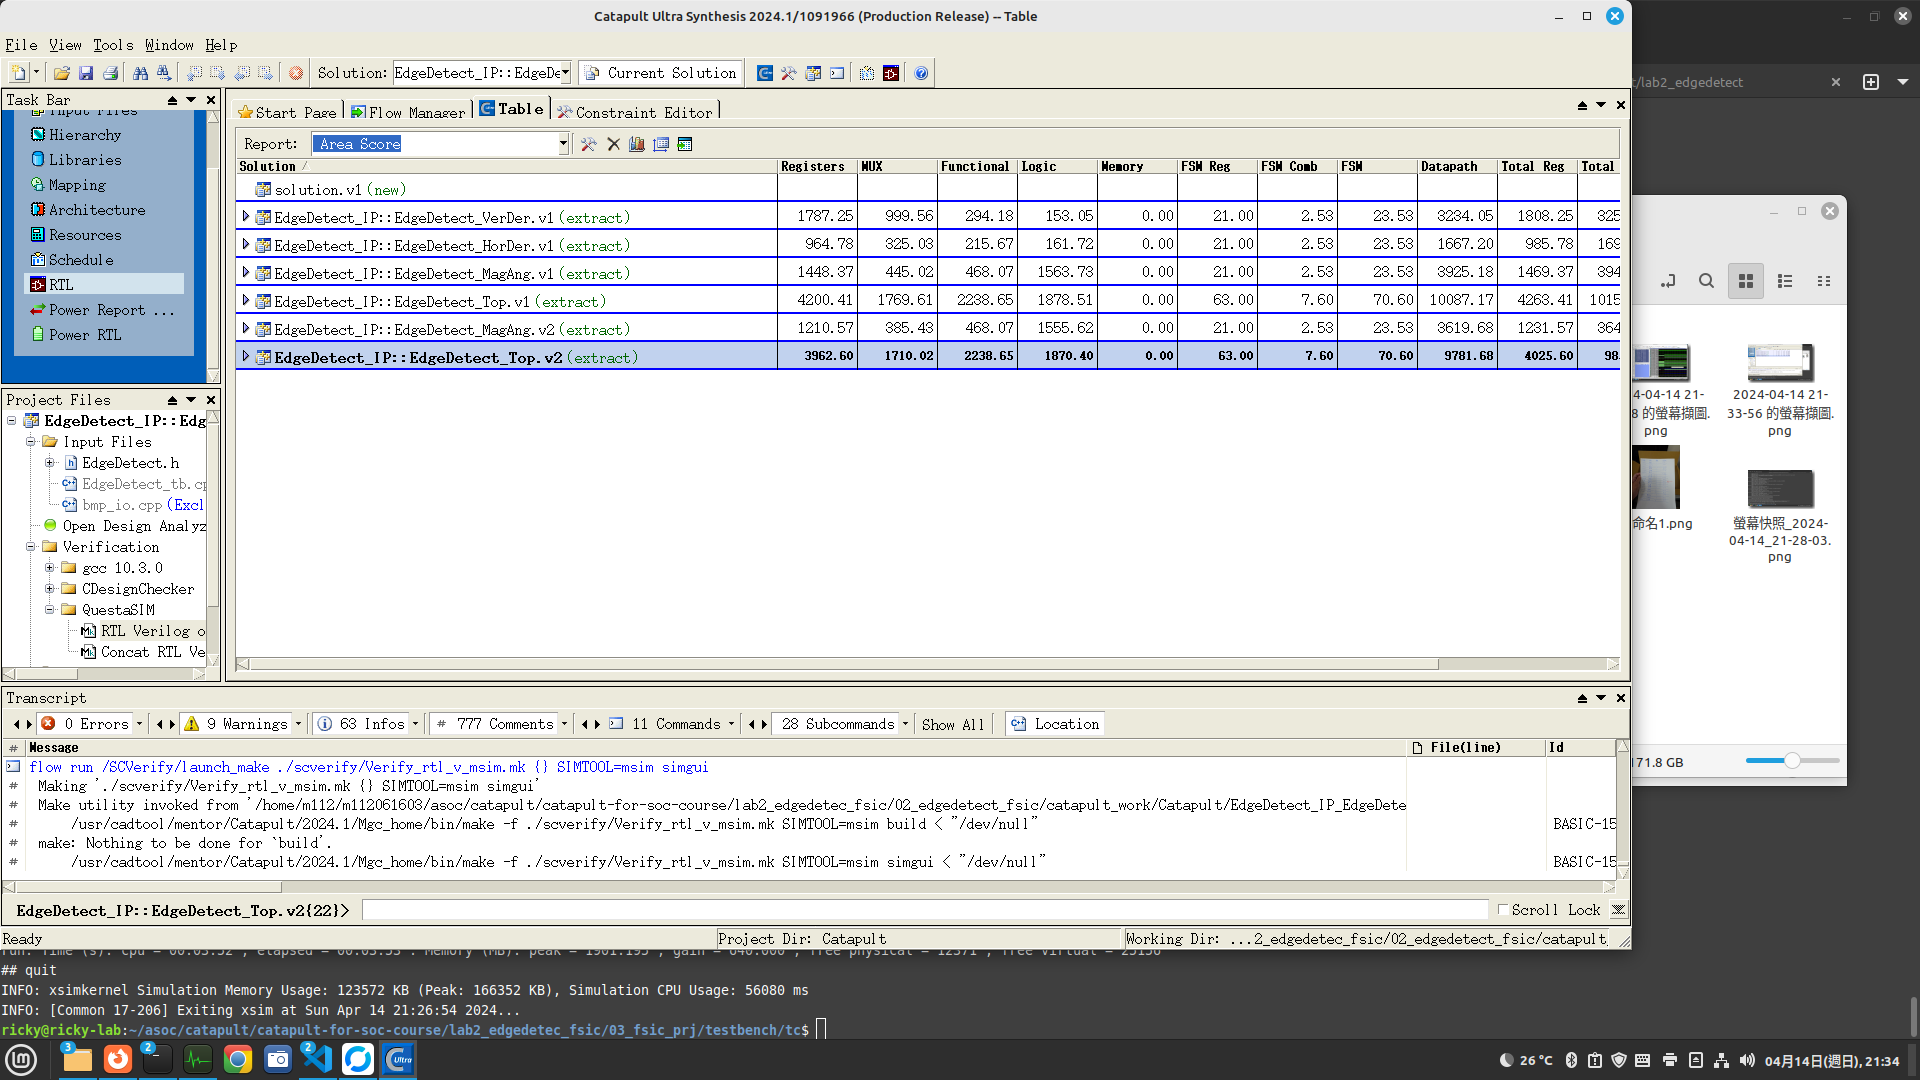 Catapult Ultra Synthesis 2024.1/1091966 (Production Release) -- Table
File View Tools Window Help
Solution: EdgeDetect_IP::EdgeDe Current Solution
t/lab2_edgedetect
Task Bar
Input Files
Hierarchy
Libraries
Mapping
Architecture
Resources
Schedule
RTL
Power Report ...
Power RTL
Start Page Flow Manager Table Constraint Editor
Report: Area Score
Solution Registers MUX Functional Logic Memory FSM Reg FSM Comb FSM Datapath Total Reg Total
solution.v1 (new)
EdgeDetect_IP::EdgeDetect_VerDer.v1 (extract) 1787.25 999.56 294.18 153.05 0.00 21.00 2.53 23.53 3234.05 1808.25 325
EdgeDetect_IP::EdgeDetect_HorDer.v1 (extract) 964.78 325.03 215.67 161.72 0.00 21.00 2.53 23.53 1667.20 985.78 169
EdgeDetect_IP::EdgeDetect_MagAng.v1 (extract) 1448.37 445.02 468.07 1563.73 0.00 21.00 2.53 23.53 3925.18 1469.37 394
EdgeDetect_IP::EdgeDetect_Top.v1 (extract) 4200.41 1769.61 2238.65 1878.51 0.00 63.00 7.60 70.60 10087.17 4263.41 1015
EdgeDetect_IP::EdgeDetect_MagAng.v2 (extract) 1210.57 385.43 468.07 1555.62 0.00 21.00 2.53 23.53 3619.68 1231.57 364
EdgeDetect_IP::EdgeDetect_Top.v2 (extract) 3962.60 1710.02 2238.65 1870.40 0.00 63.00 7.60 70.60 9781.68 4025.60 98
Project Files
EdgeDetect_IP::Edg
Input Files
EdgeDetect.h
EdgeDetect_tb.cp
bmp_io.cpp (Excl
Open Design Analyz
Verification
gcc 10.3.0
CDesignChecker
QuestaSIM
RTL Verilog o
Concat RTL Ve
4-04-14 21-
8 的螢幕擷圖.
png
2024-04-14 21-
33-56 的螢幕擷圖.
png
命名1.png
螢幕快照_2024-
04-14_21-28-03.
png
171.8 GB
Transcript
0 Errors 9 Warnings 63 Infos # 777 Comments 11 Commands 28 Subcommands Show All Location
# Message File(line) Id
flow run /SCVerify/launch_make ./scverify/Verify_rtl_v_msim.mk {} SIMTOOL=msim simgui
# Making './scverify/Verify_rtl_v_msim.mk {} SIMTOOL=msim simgui'
# Make utility invoked from '/home/m112/m112061603/asoc/catapult/catapult-for-soc-course/lab2_edgedetec_fsic/02_edgedetect_fsic/catapult_work/Catapult/EdgeDetect_IP_EdgeDete
# /usr/cadtool/mentor/Catapult/2024.1/Mgc_home/bin/make -f ./scverify/Verify_rtl_v_msim.mk SIMTOOL=msim build < "/dev/null" BASIC-15
# make: Nothing to be done for `build'.
# /usr/cadtool/mentor/Catapult/2024.1/Mgc_home/bin/make -f ./scverify/Verify_rtl_v_msim.mk SIMTOOL=msim simgui < "/dev/null" BASIC-15
EdgeDetect_IP::EdgeDetect_Top.v2{22}> Scroll Lock
Ready Project Dir: Catapult Working Dir: ...2_edgedetec_fsic/02_edgedetect_fsic/catapult_
## quit
INFO: xsimkernel Simulation Memory Usage: 123572 KB (Peak: 166352 KB), Simulation CPU Usage: 56080 ms
INFO: [Common 17-206] Exiting xsim at Sun Apr 14 21:26:54 2024...
ricky@ricky-lab:~/asoc/catapult/catapult-for-soc-course/lab2_edgedetec_fsic/03_fsic_prj/testbench/tc$
3 2 2 Ultra 26 °C 04月14日(週日), 21:34